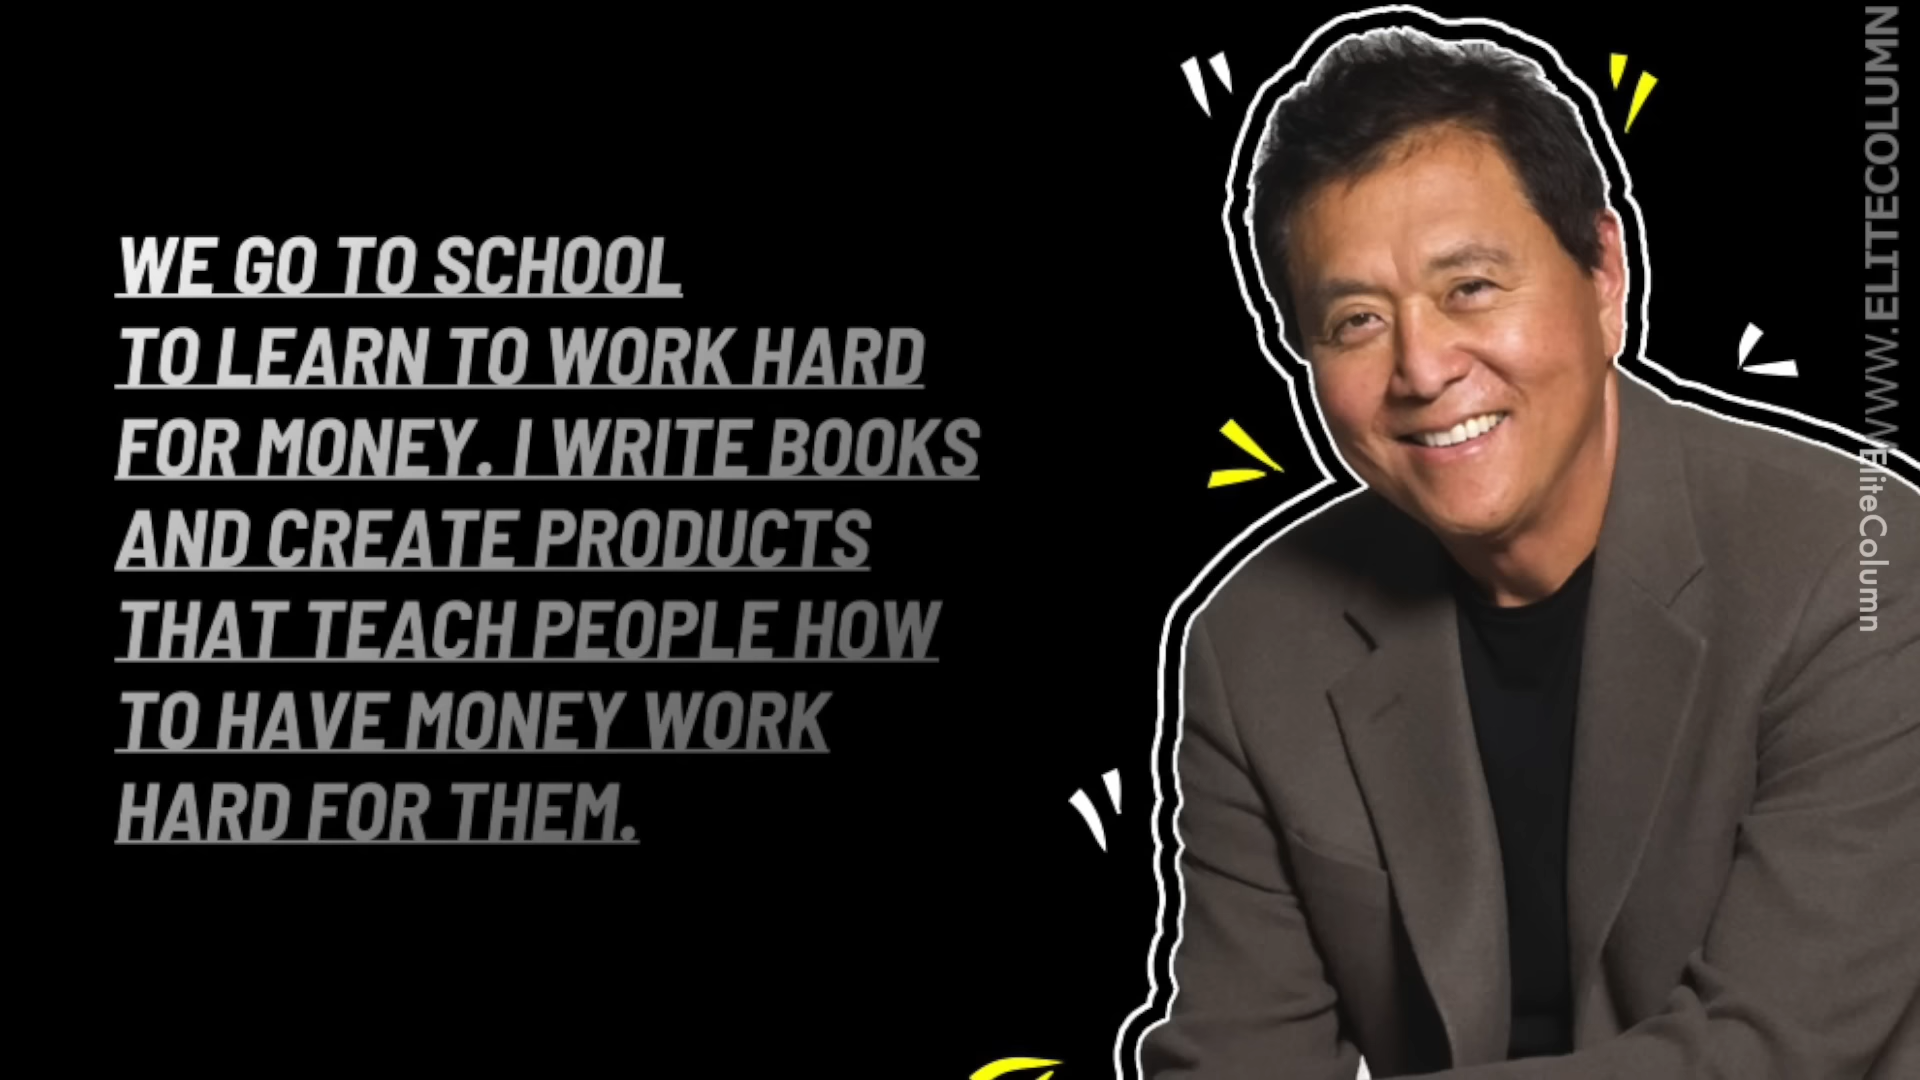 WE GO TO SCHOOL
TO LEARN TO WORK HARD
FOR MONEY. I WRITE BOOKS
AND CREATE PRODUCTS
THAT TEACH PEOPLE HOW
TO HAVE MONEY WORK
HARD FOR THEM.
WWW.ELITECOLUMN
EliteColumn